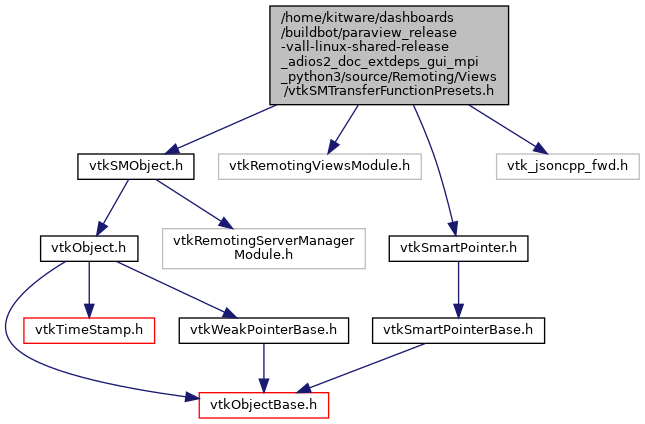 /home/kitware/dashboards
/buildbot/paraview_release
-vall-linux-shared-release
_adios2_doc_extdeps_gui_mpi
_python3/source/Remoting/Views
/vtkSMTransferFunctionPresets.h
vtkSMObject.h
vtkRemotingViewsModule.h
vtk_jsoncpp_fwd.h
vtkObject.h
vtkRemotingServerManager
Module.h
vtkSmartPointer.h
vtkTimeStamp.h
vtkWeakPointerBase.h
vtkSmartPointerBase.h
vtkObjectBase.h